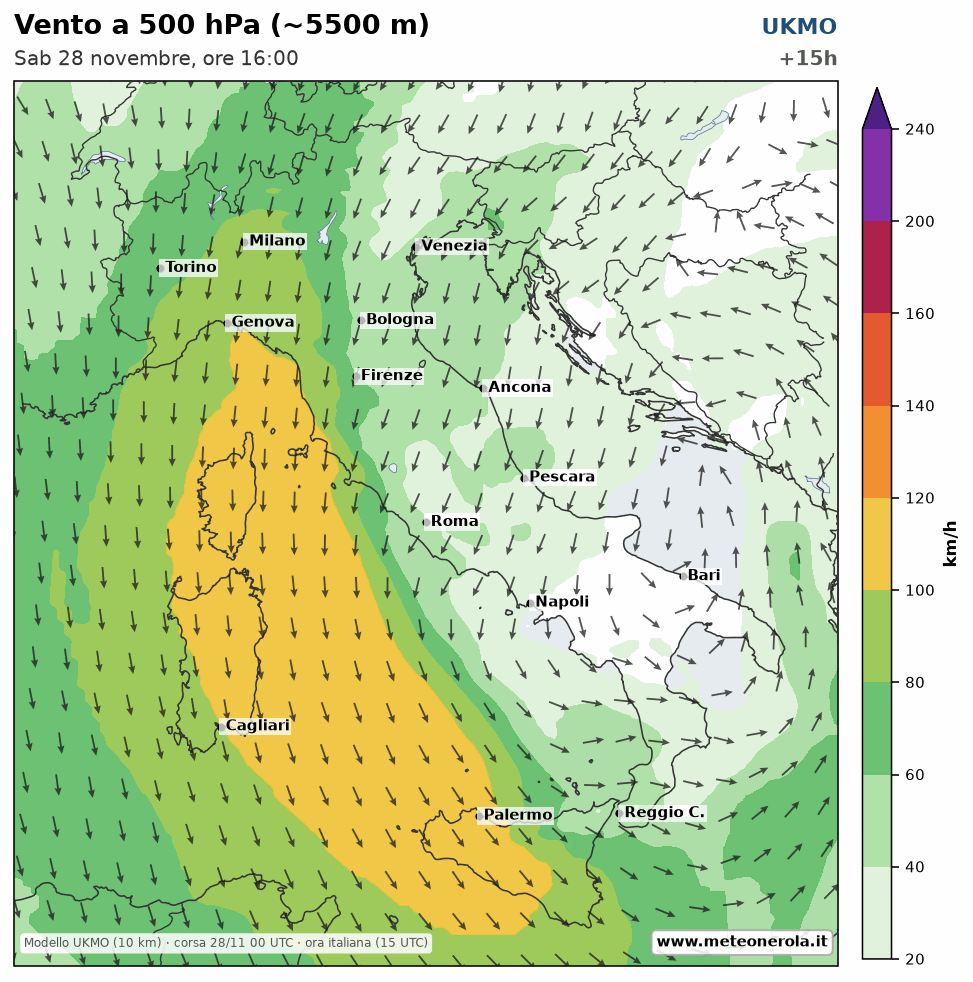 Vento a 500 hPa (~5500 m)
UKMO
Sab 28 novembre, ore 16:00
+15h
240
200
160
140
120
100
80
60
40
20
km/h
Milano
Venezia
Torino
Genova
Bologna
Firenze
Ancona
Pescara
Roma
Bari
Napoli
Cagliari
Palermo
Reggio C.
Modello UKMO (10 km) · corsa 28/11 00 UTC · ora italiana (15 UTC)
www.meteonerola.it